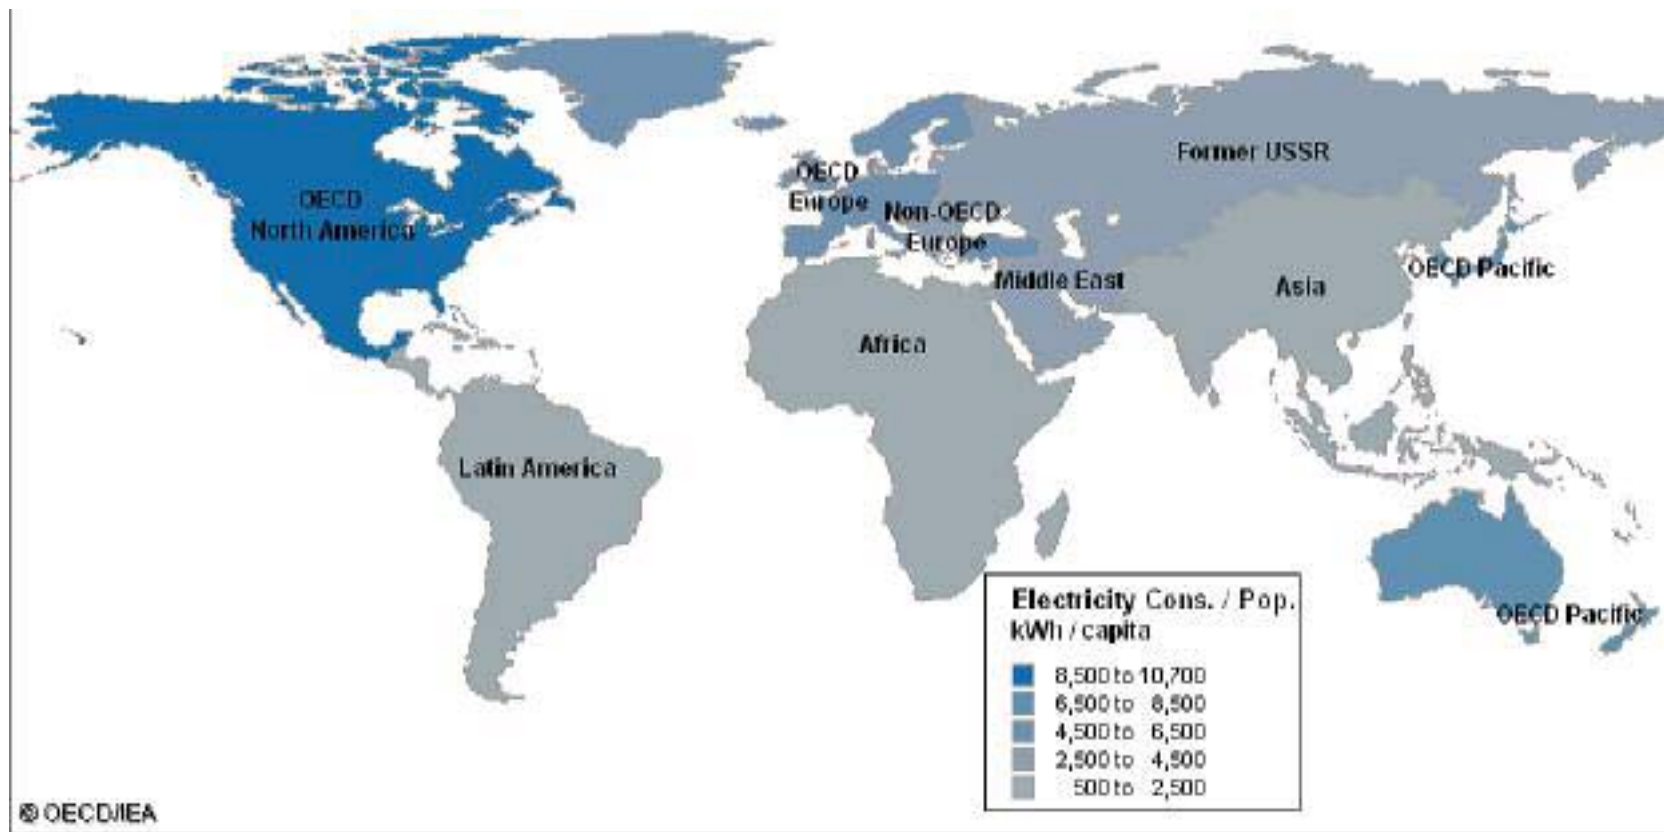 OECD
North America
OECD
Europe
Non-OECD
Europe
Former USSR
Middle East
Asia
OECD Pacific
Africa
Latin America
OECD Pacific
Electricity Cons. / Pop.
kWh / capita
8,500 to 10,700
6,500 to 8,500
4,500 to 6,500
2,500 to 4,500
500 to 2,500
© OECD/IEA